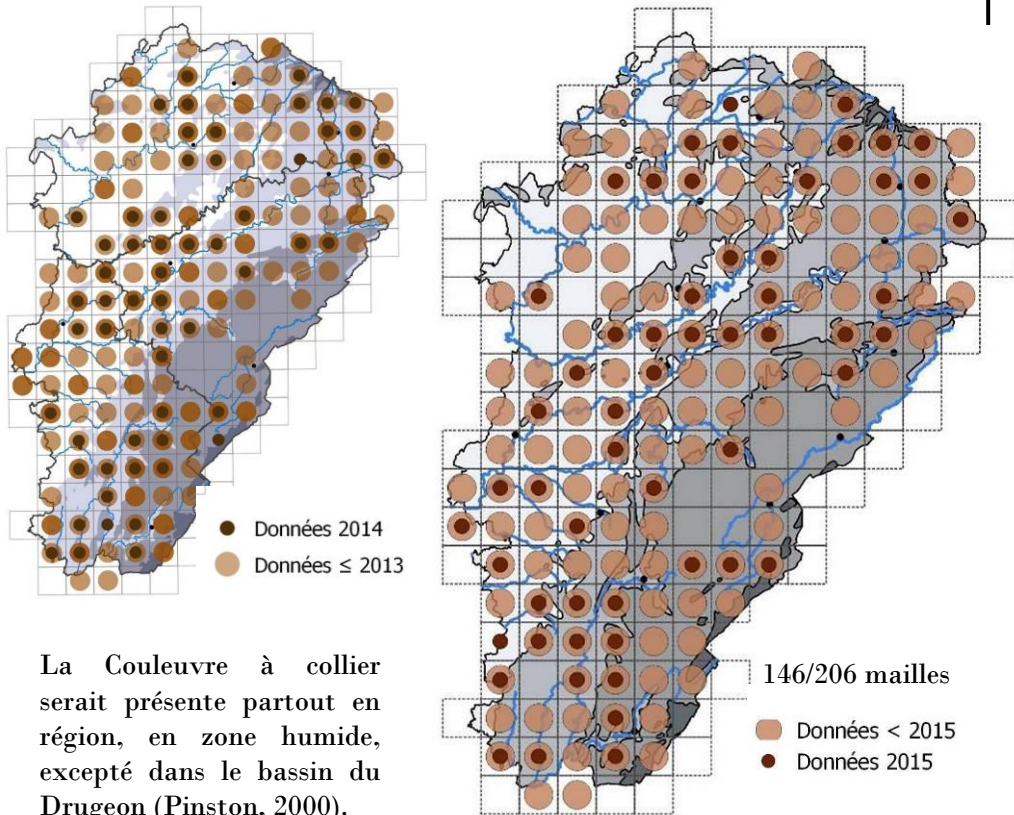 Données 2014
Données ≤ 2013
La Couleuvre à collier
serait présente partout en
région, en zone humide,
excepté dans le bassin du
Drugeon (Pinston, 2000).
146/206 mailles
Données < 2015
Données 2015